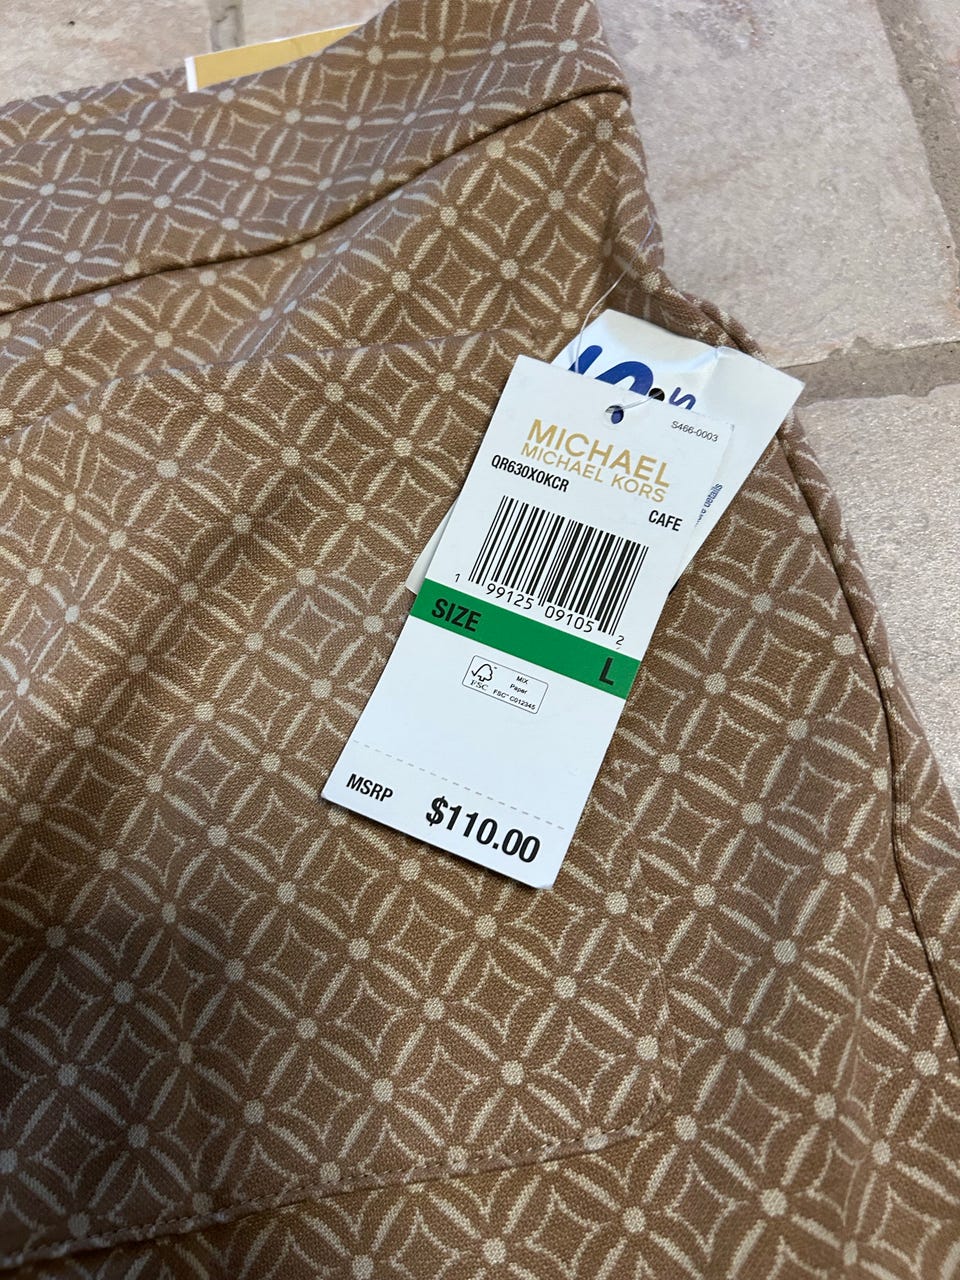 S466-0003
MICHAEL
MICHAEL KORS
QR630X0KCR
CAFE
1 99125 09105 2
SIZE
L
FSC
MIX
Paper
FSC™ C012345
MSRP
$110.00